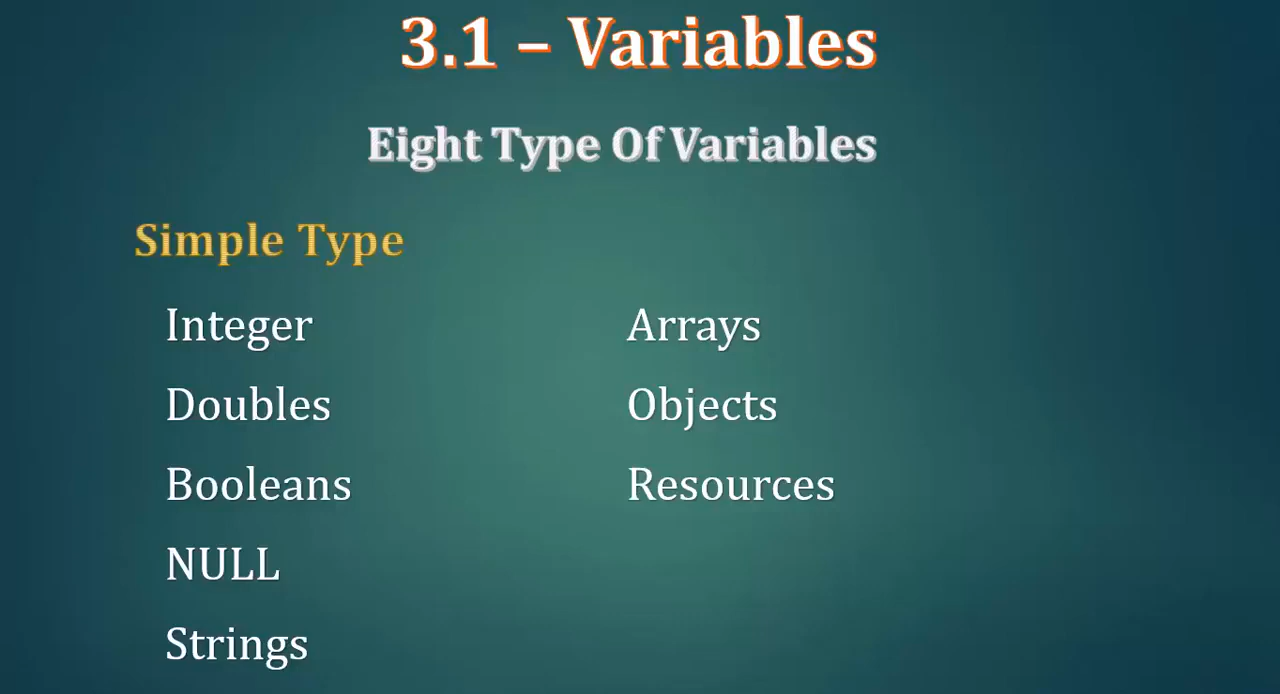 3.1 – Variables
Eight Type Of Variables
Simple Type
Integer
Doubles
Booleans
NULL
Strings
Arrays
Objects
Resources